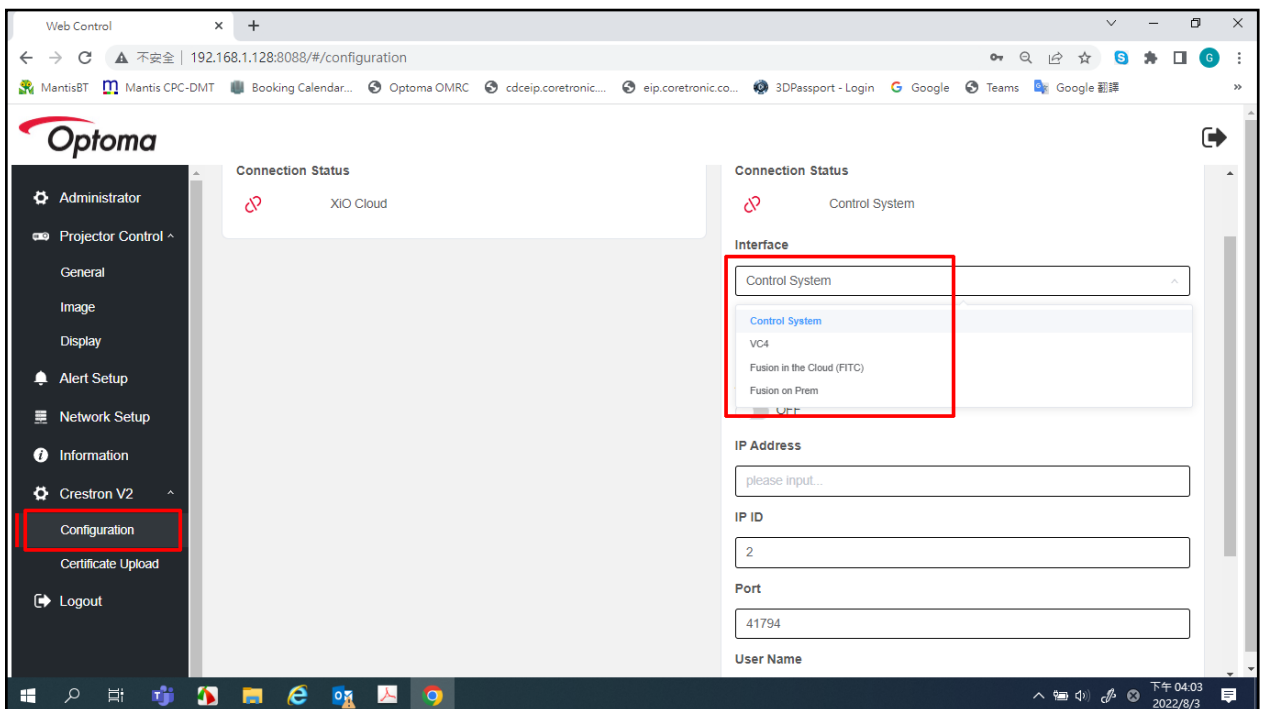 Web Control
不安全
192.168.1.128:8088/#/configuration
G
MantisBT
Mantis CPC-DMT
Booking Calendar...
Optoma OMRC
cdceip.coretronic....
eip.coretronic.co...
3DPassport - Login
Google
Teams
Google 翻譯
»
Optoma
Administrator
Projector Control
General
Image
Display
Alert Setup
Network Setup
Information
Crestron V2
Configuration
Certificate Upload
Logout
Connection Status
XiO Cloud
Connection Status
Control System
Interface
Control System
Control System
VC4
Fusion in the Cloud (FITC)
Fusion on Prem
OFF
IP Address
please input...
IP ID
2
Port
41794
User Name
下午 04:03
2022/8/3